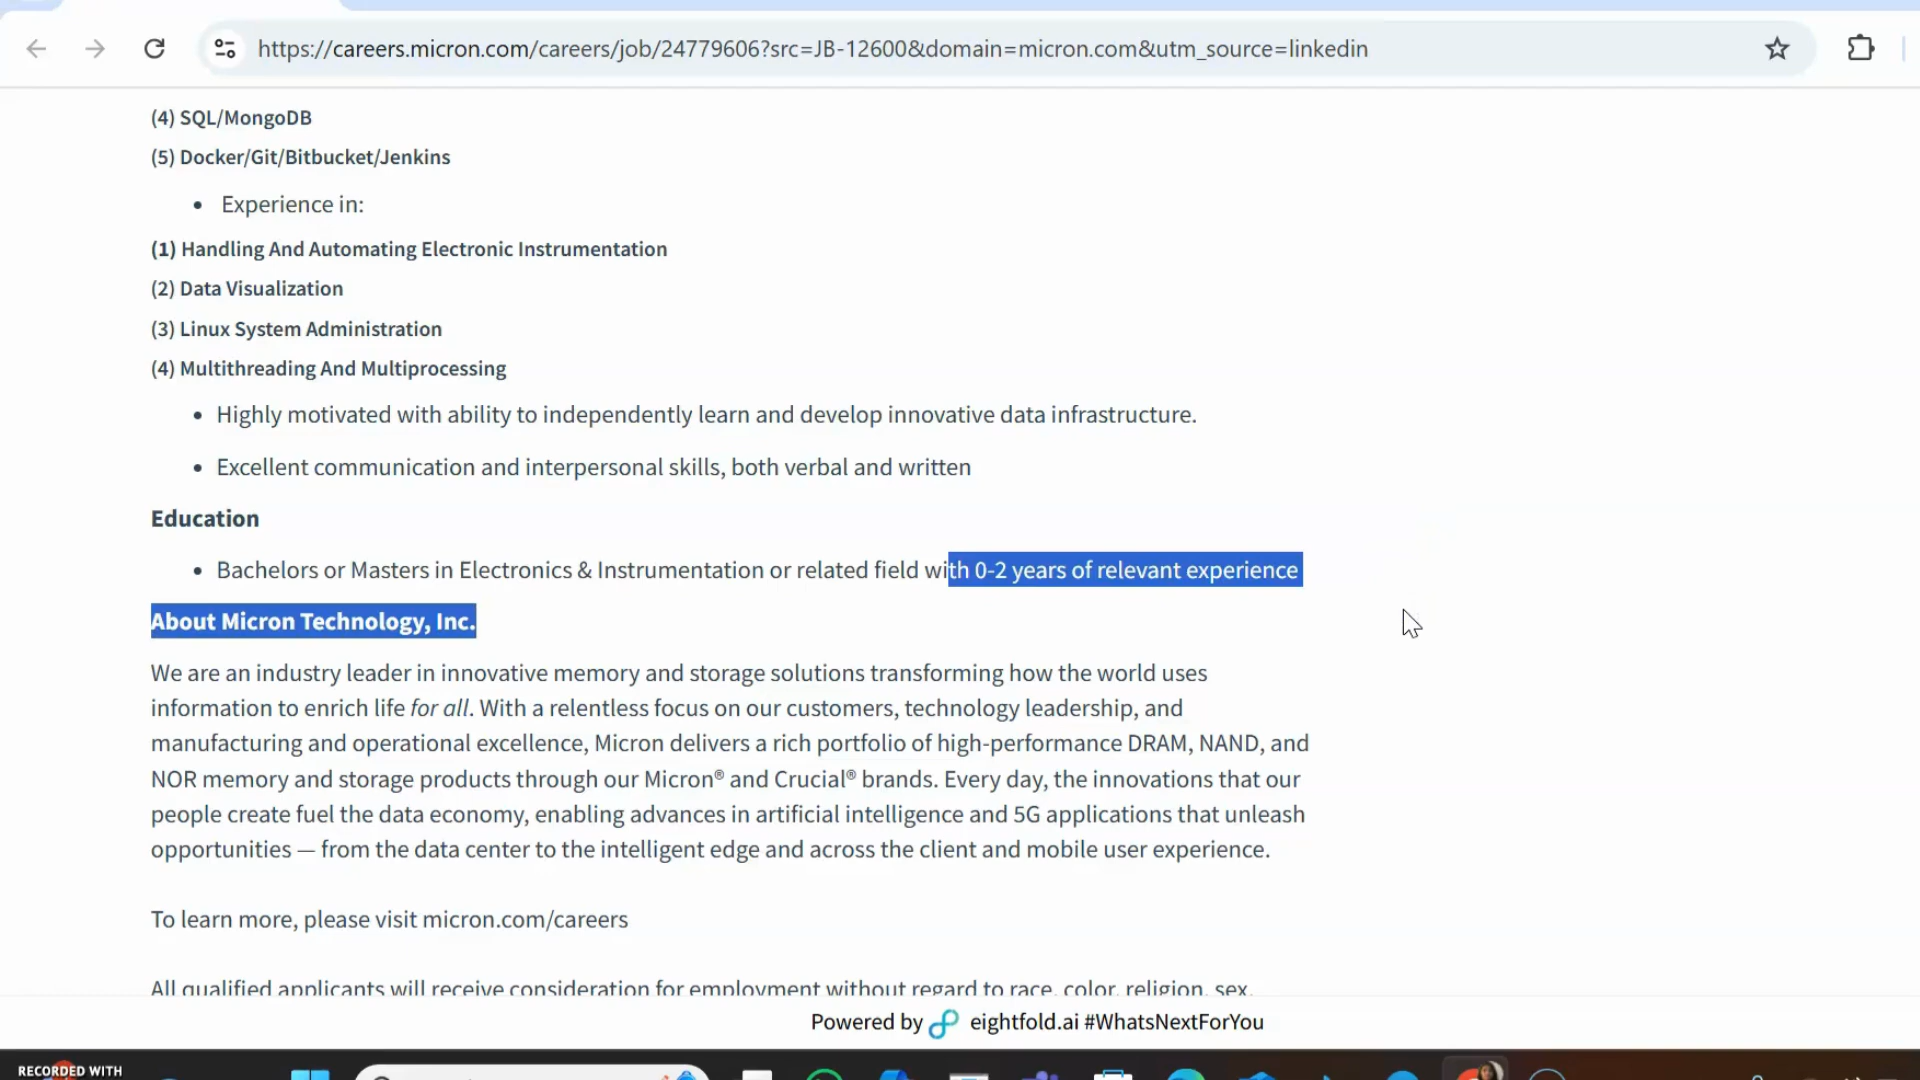 https://careers.micron.com/careers/job/24779606?src=JB-12600&domain=micron.com&utm_source=linkedin
(4) SQL/MongoDB
(5) Docker/Git/Bitbucket/Jenkins
• Experience in:
(1) Handling And Automating Electronic Instrumentation
(2) Data Visualization
(3) Linux System Administration
(4) Multithreading And Multiprocessing
• Highly motivated with ability to independently learn and develop innovative data infrastructure.
• Excellent communication and interpersonal skills, both verbal and written
Education
• Bachelors or Masters in Electronics & Instrumentation or related field with 0-2 years of relevant experience
About Micron Technology, Inc.
We are an industry leader in innovative memory and storage solutions transforming how the world uses
information to enrich life for all. With a relentless focus on our customers, technology leadership, and
manufacturing and operational excellence, Micron delivers a rich portfolio of high-performance DRAM, NAND, and
NOR memory and storage products through our Micron® and Crucial® brands. Every day, the innovations that our
people create fuel the data economy, enabling advances in artificial intelligence and 5G applications that unleash
opportunities — from the data center to the intelligent edge and across the client and mobile user experience.
To learn more, please visit micron.com/careers
All qualified applicants will receive consideration for employment without regard to race, color, religion, sex,
Powered by eightfold.ai #WhatsNextForYou
RECORDED WITH